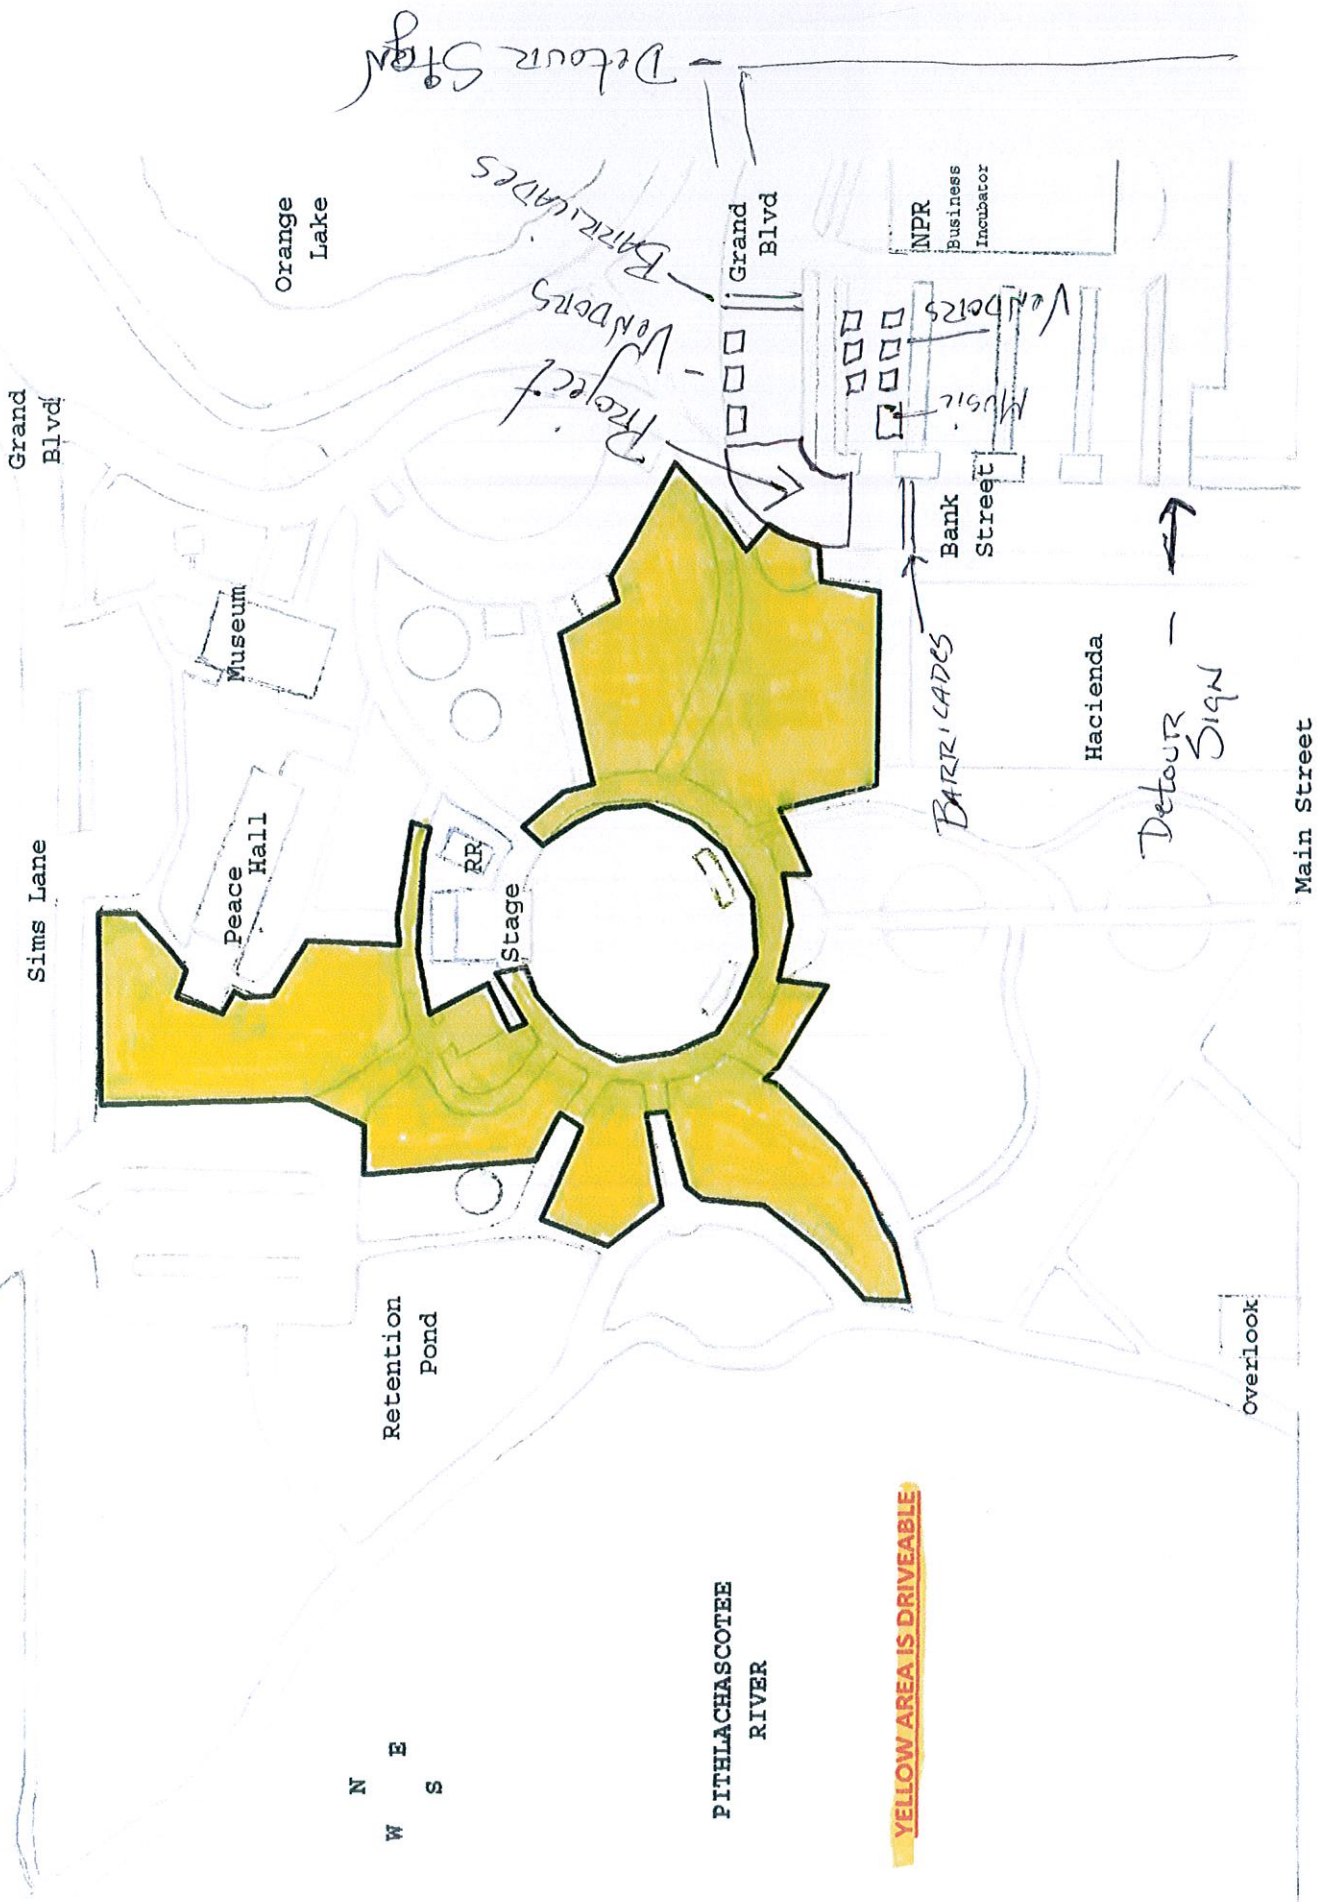 Sims Lane
Grand
Blvd
Orange
Lake
Museum
Peace
Hall
RR
Stage
Retention
Pond
N
W E
S
PITHLACHASCOTEE
RIVER
YELLOW AREA IS DRIVEABLE
Detour Sign -
BARRICADES
VENDORS -
Project
Grand
Blvd
NPR
Business
Incubator
VENDORS
Music
Bank
Street
BARRICADES
Hacienda
Detour —
SIGN
Overlook
Main Street